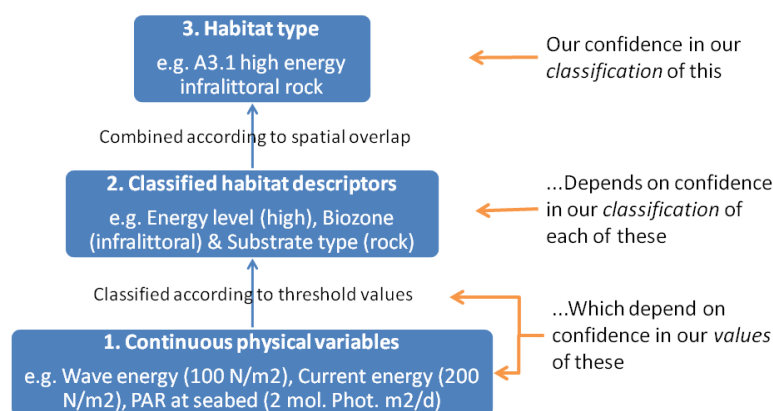 3. Habitat type
e.g. A3.1 high energy
infralittoral rock
Our confidence in our
classification of this
Combined according to spatial overlap
2. Classified habitat descriptors
e.g. Energy level (high), Biozone
(infralittoral) & Substrate type (rock)
...Depends on confidence
in our classification of
each of these
Classified according to threshold values
...Which depend on
confidence in our values
of these
1. Continuous physical variables
e.g. Wave energy (100 N/m2), Current energy (200
N/m2), PAR at seabed (2 mol. Phot. m2/d)